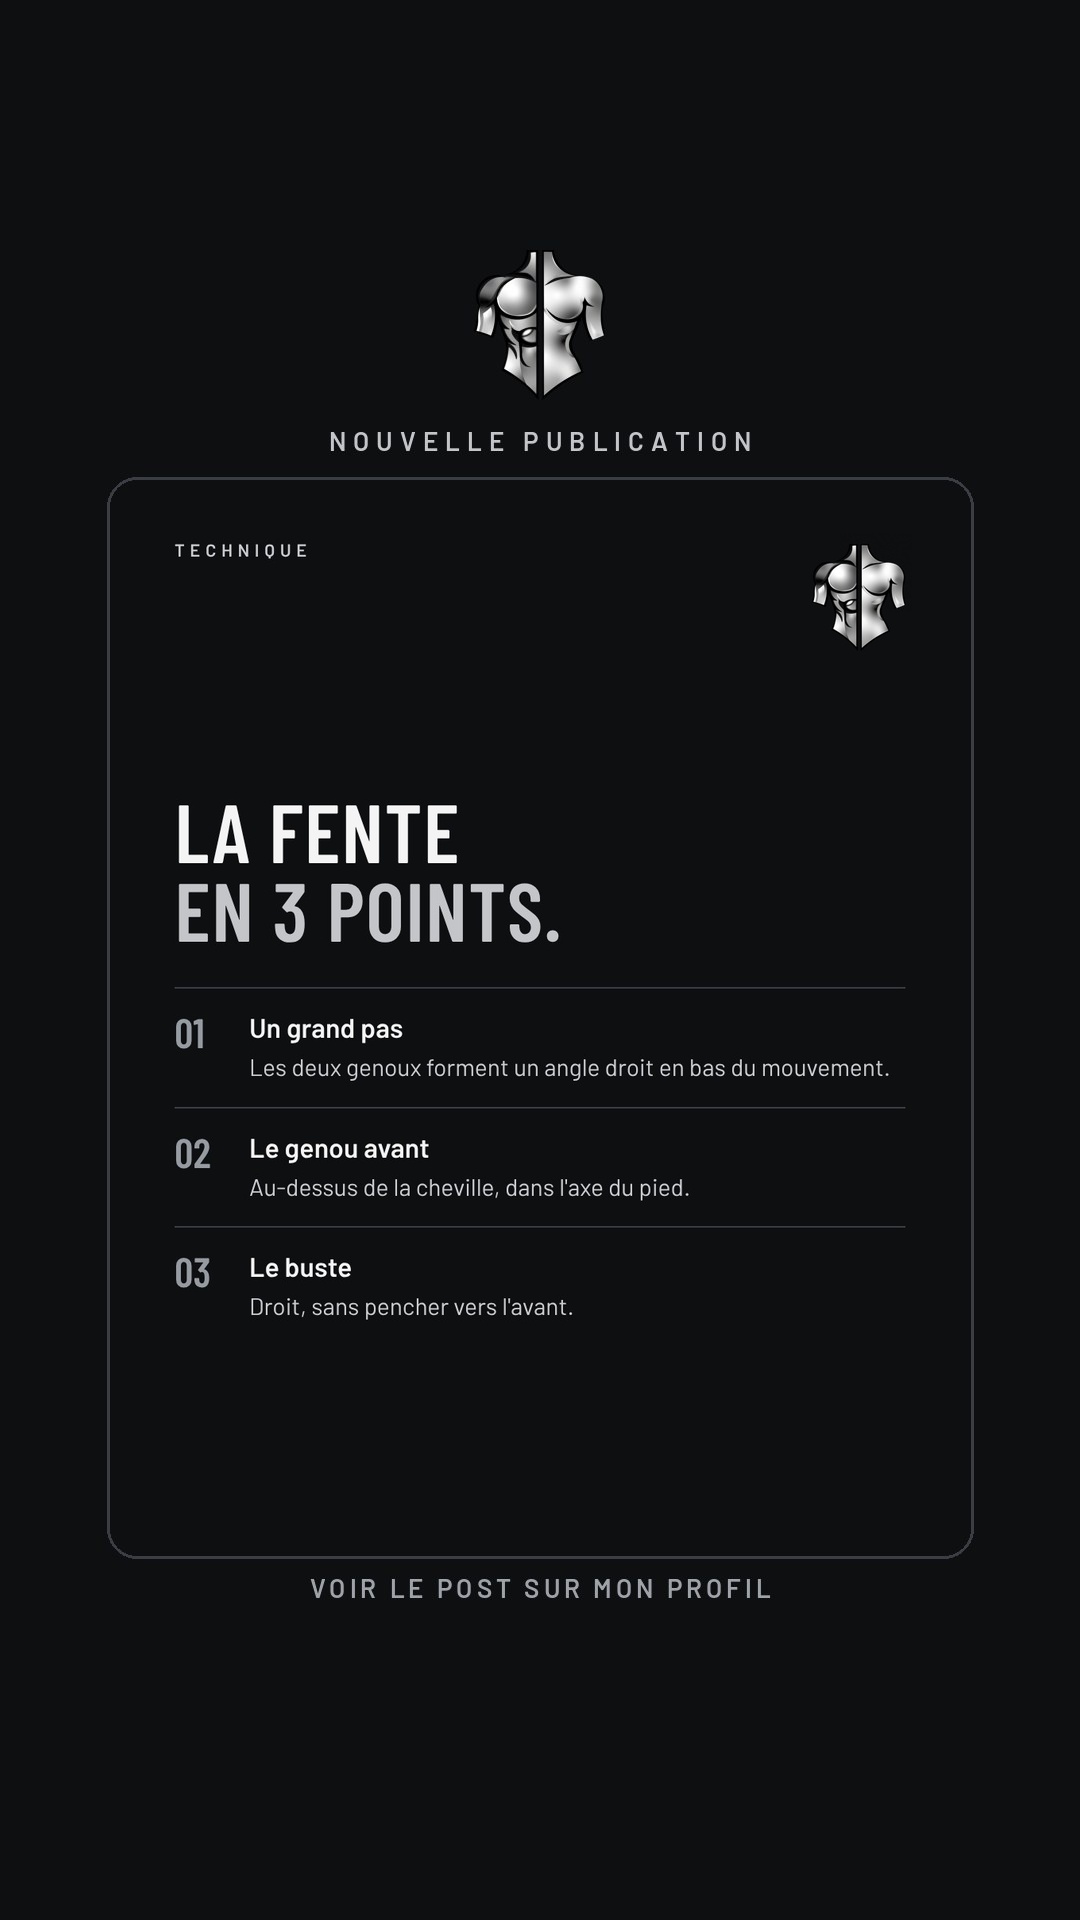 NOUVELLE PUBLICATION
TECHNIQUE
LA FENTE
EN 3 POINTS.
01 Un grand pas
Les deux genoux forment un angle droit en bas du mouvement.
02 Le genou avant
Au-dessus de la cheville, dans l'axe du pied.
03 Le buste
Droit, sans pencher vers l'avant.
VOIR LE POST SUR MON PROFIL